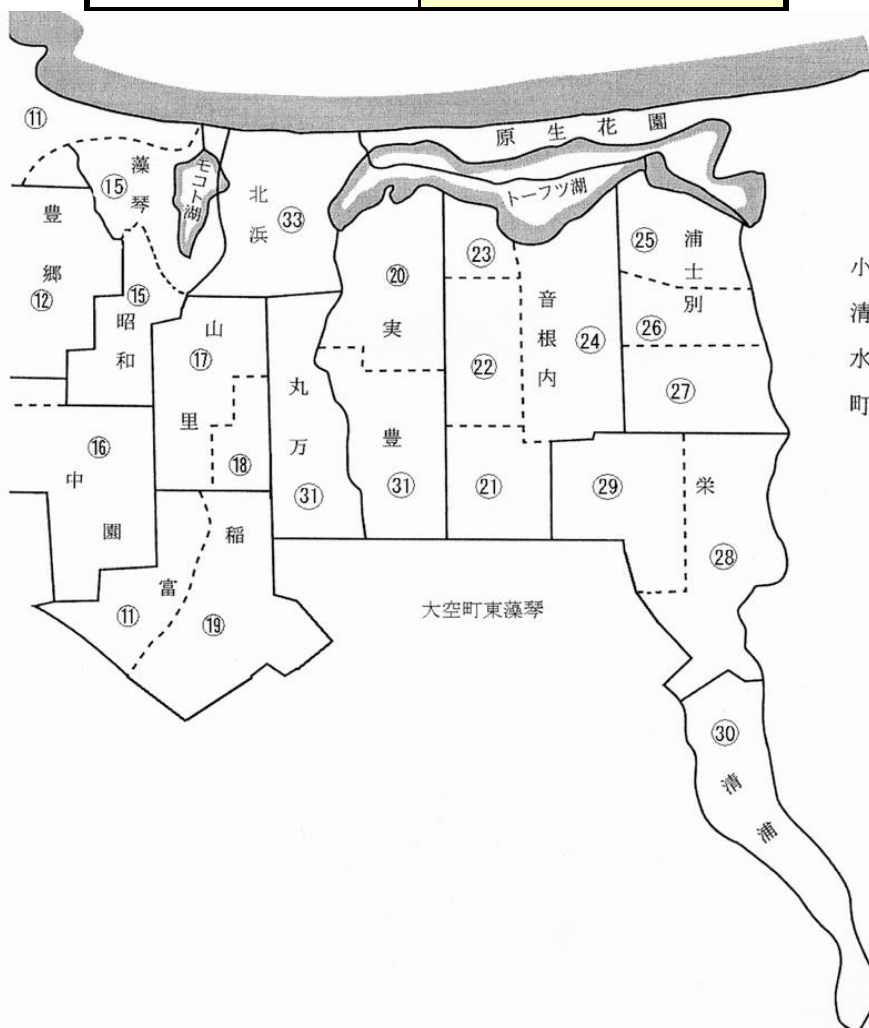 原生花園
⑪
藻琴
⑮
モコト湖
北浜
㉝
トーフツ湖
豊郷
⑫
⑮
昭和
⑳
実
㉓
音根内
㉔
㉕
浦士別
㉖
小清水町
山里
⑰
⑱
丸万
㉛
豊
㉛
㉒
㉗
⑯
中園
㉑
㉙
栄
㉘
稲
富
⑪
⑲
大空町東藻琴
㉚
清浦